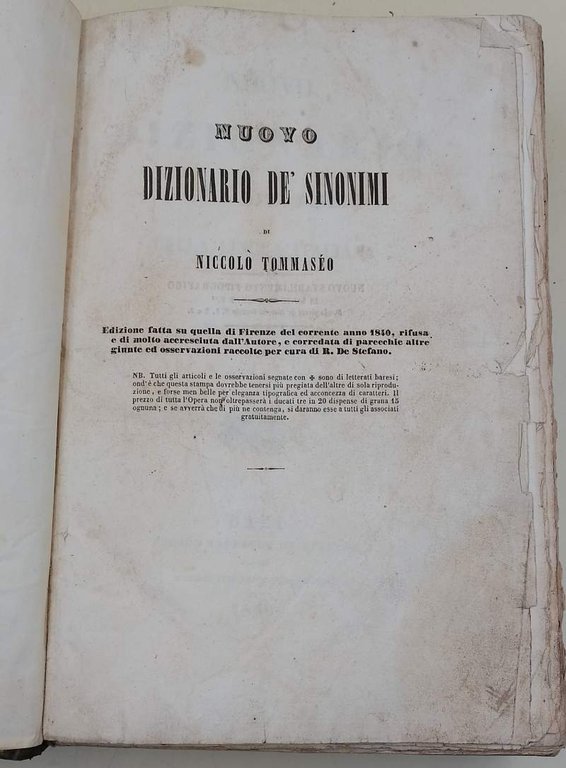 NUOVO
DIZIONARIO DE' SINONIMI
DI
NICCOLÒ TOMMASÉO
Edizione fatta su quella di Firenze del corrente anno 1840, rifusa
e di molto accresciuta dall'Autore, e corredata di parecchie altre
giunte ed osservazioni raccolte per cura di R. De Stefano.
NB. Tutti gli articoli e le osservazioni segnate con ✤ sono di letterati baresi;
ond'è che questa stampa dovrebbe tenersi più pregiata dell'altre di sola riprodu-
zione, e forse men belle per eleganza tipografica ed acconcezza di caratteri. Il
prezzo di tutta l'Opera non oltrepasserà i ducati tre in 20 dispense di grana 15
ognuna; e se avverrà che di più ne contenga, si daranno esse a tutti gli associati
gratuitamente.